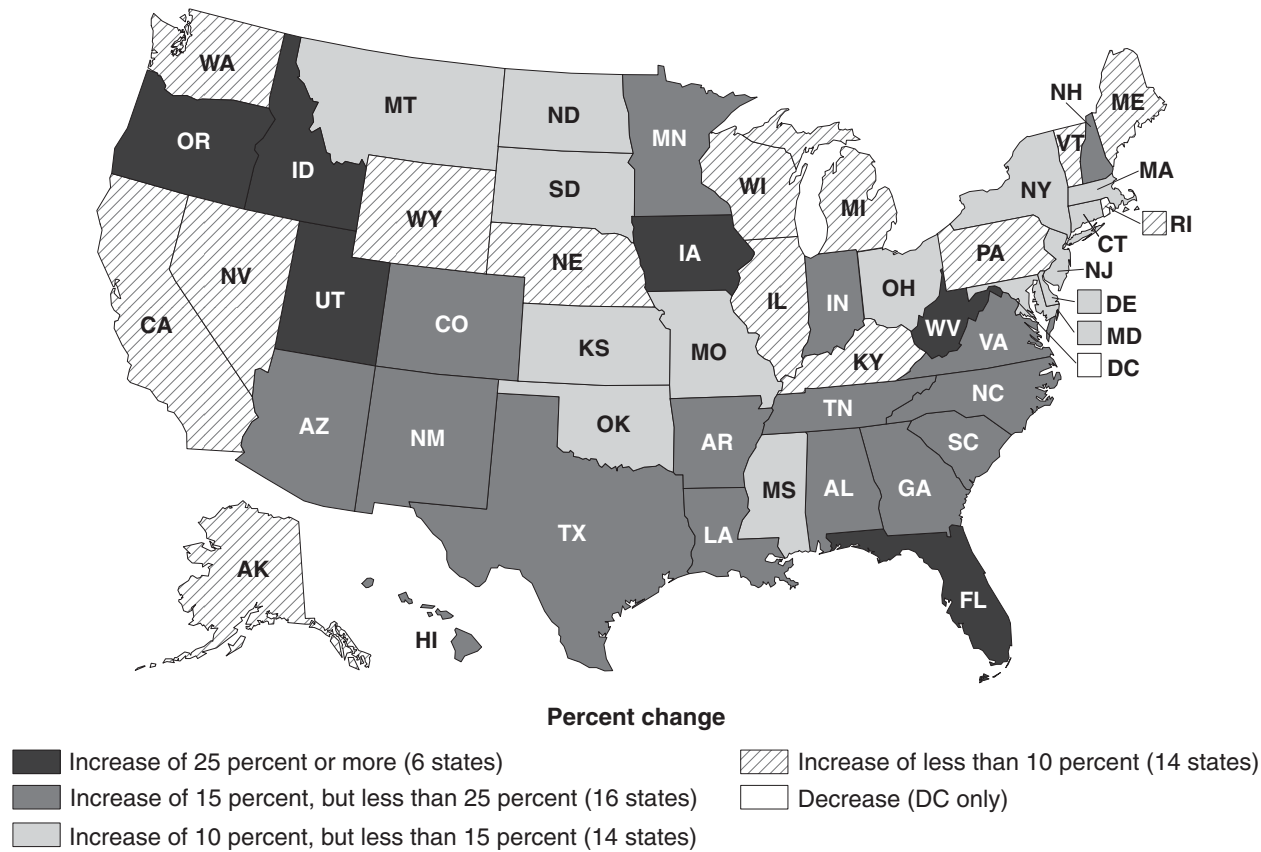 WA
MT
ND
MN
NH
ME
VT
OR
ID
SD
WI
MI
NY
MA
WY
RI
CT
NV
NE
IA
PA
NJ
UT
CA
CO
IL
IN
OH
DE
WV
VA
MD
KS
MO
KY
DC
AZ
NM
OK
AR
TN
NC
SC
MS
AL
GA
TX
LA
AK
HI
FL
Percent change
Increase of 25 percent or more (6 states)
Increase of 15 percent, but less than 25 percent (16 states)
Increase of 10 percent, but less than 15 percent (14 states)
Increase of less than 10 percent (14 states)
Decrease (DC only)